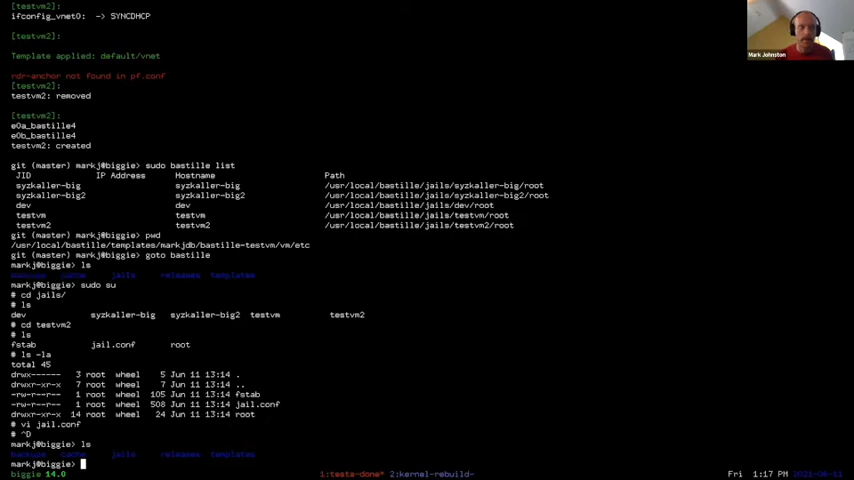 [testvm2]:
ifconfig_vnet0:  -> SYNCDHCP
[testvm2]:
Template applied: default/vnet
rdr-anchor not found in pf.conf
[testvm2]:
testvm2: removed
[testvm2]:
e0a_bastille4
e0b_bastille4
testvm2: created
git (master) markj@biggie> sudo bastille list
JID IP Address Hostname Path
syzkaller-big syzkaller-big /usr/local/bastille/jails/syzkaller-big/root
syzkaller-big2 syzkaller-big2 /usr/local/bastille/jails/syzkaller-big2/root
dev dev /usr/local/bastille/jails/dev/root
testvm testvm /usr/local/bastille/jails/testvm/root
testvm2 testvm2 /usr/local/bastille/jails/testvm2/root
git (master) markj@biggie> pwd
/usr/local/bastille/templates/markjdb/bastille-testvm/vm/etc
git (master) markj@biggie> goto bastille
markj@biggie> ls
backups cache jails releases templates
markj@biggie> sudo su
# cd jails/
# ls
dev syzkaller-big syzkaller-big2 testvm testvm2
# cd testvm2
# ls
fstab jail.conf root
# ls -la
total 45
drwx------ 3 root wheel 5 Jun 11 13:14 .
drwxr-xr-x 7 root wheel 7 Jun 11 13:14 ..
-rw-r--r-- 1 root wheel 105 Jun 11 13:14 fstab
-rw-r--r-- 1 root wheel 508 Jun 11 13:14 jail.conf
drwxr-xr-x 14 root wheel 24 Jun 11 13:14 root
# vi jail.conf
# ^D
markj@biggie> ls
backups cache jails releases templates
markj@biggie>
biggie 14.0 1:tests-done* 2:kernel-rebuild- Fri 1:17 PM 2021-06-11
Mark Johnston